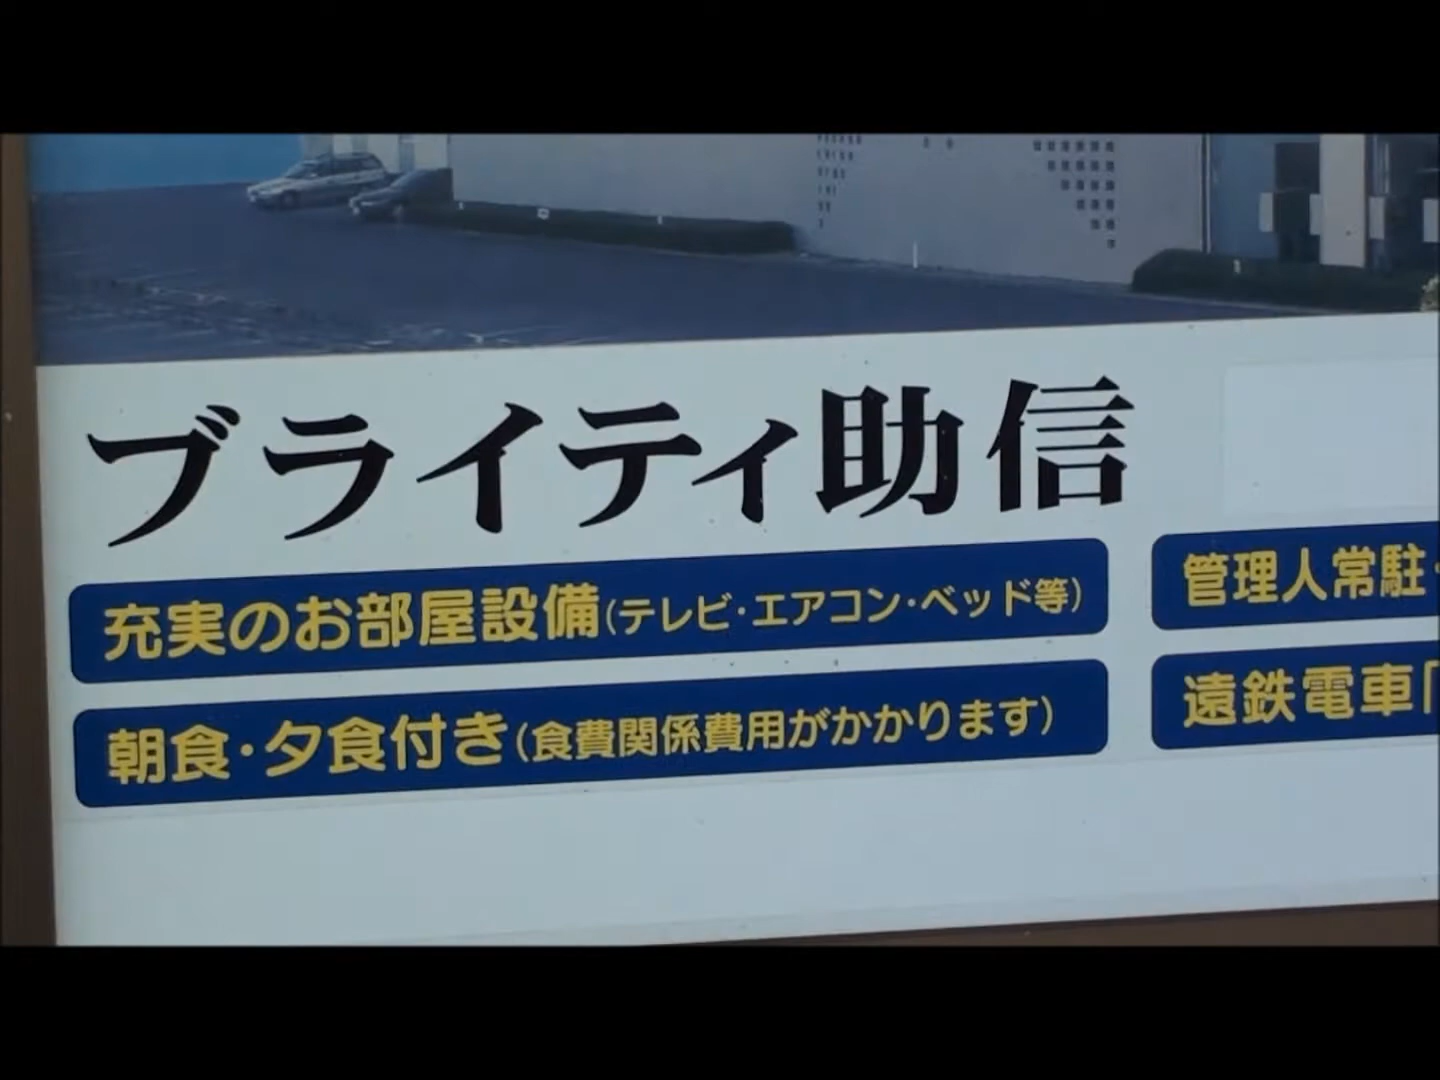 ブライティ助信
充実のお部屋設備(テレビ・エアコン・ベッド等)
管理人常駐・
朝食・夕食付き(食費関係費用がかかります)
遠鉄電車「